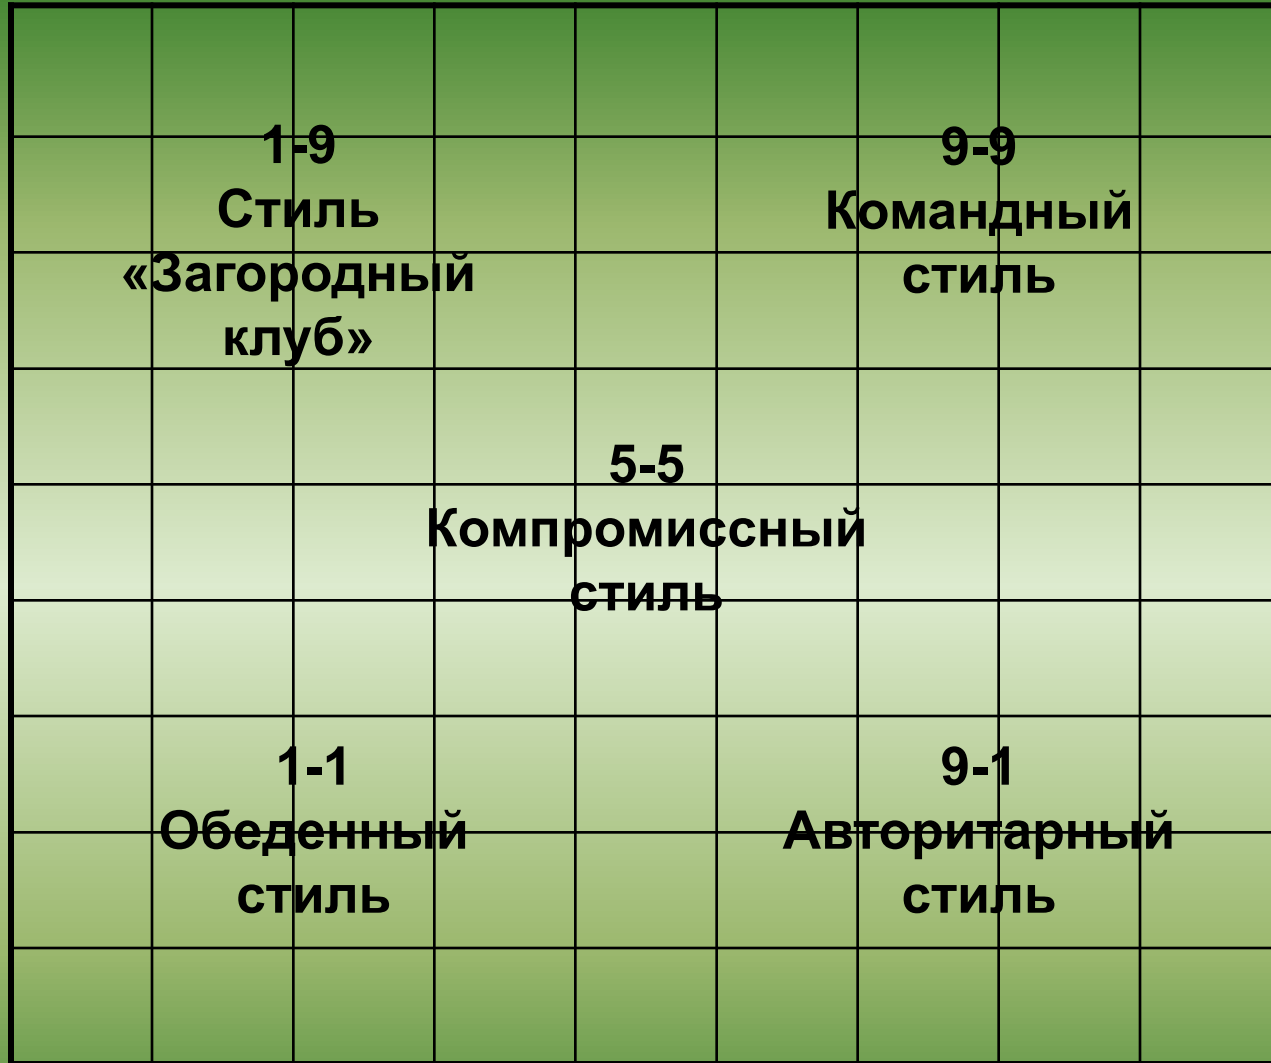 1-9
Стиль
«Загородный
клуб»
9-9
Командный
стиль
5-5
Компромиссный
стиль
1-1
Обеденный
стиль
9-1
Авторитарный
стиль